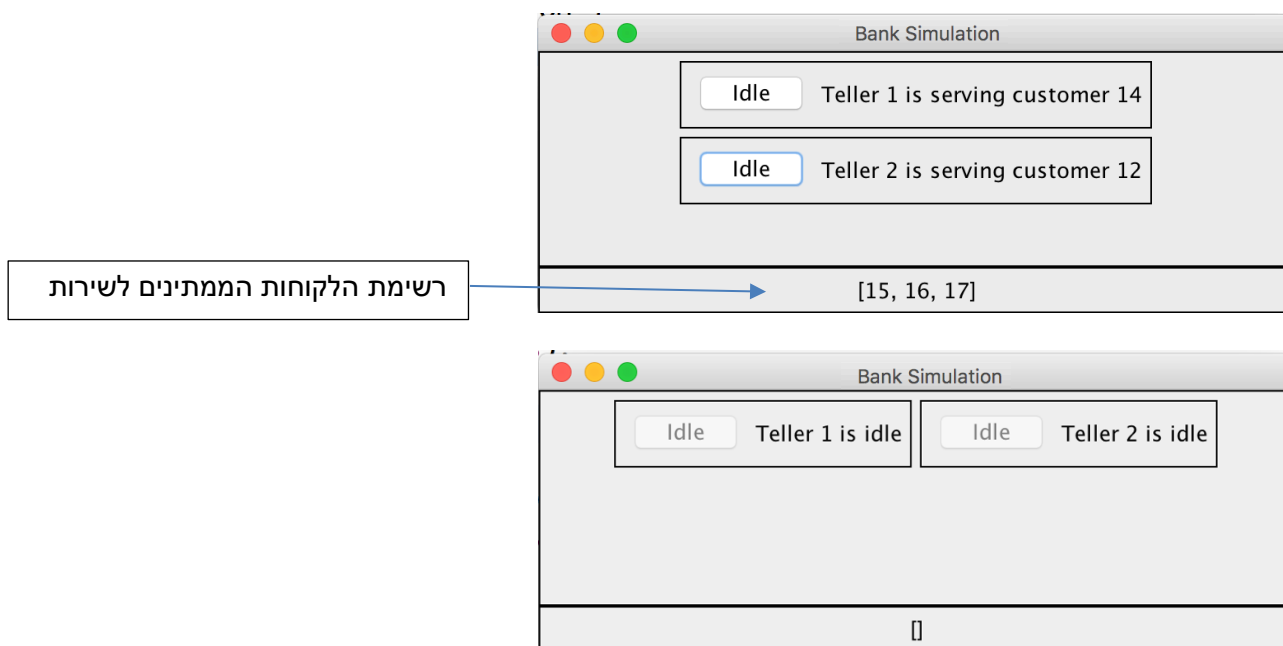 Bank Simulation
Idle Teller 1 is serving customer 14
Idle Teller 2 is serving customer 12
רשימת הלקוחות הממתינים לשירות
[15, 16, 17]
Bank Simulation
Idle Teller 1 is idle Idle Teller 2 is idle
[]